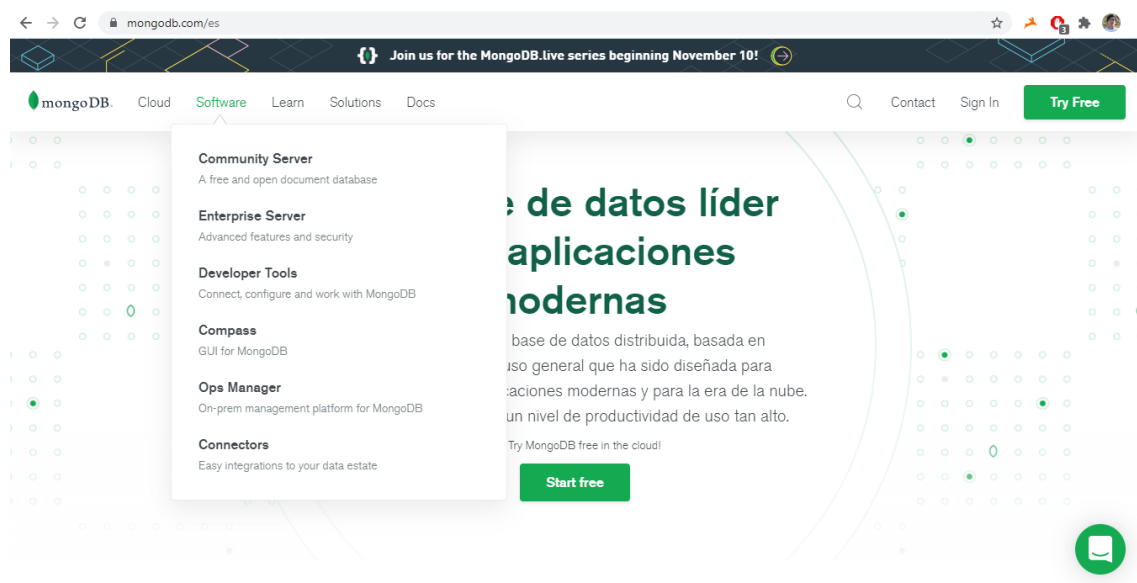 mongodb.com/es
3
Join us for the MongoDB.live series beginning November 10!
mongoDB. Cloud Software Learn Solutions Docs Contact Sign In Try Free
Community Server
A free and open document database
Enterprise Server
Advanced features and security
Developer Tools
Connect, configure and work with MongoDB
Compass
GUI for MongoDB
Ops Manager
On-prem management platform for MongoDB
Connectors
Easy integrations to your data estate
de datos líder
aplicaciones
modernas
base de datos distribuida, basada en
uso general que ha sido diseñada para
caciones modernas y para la era de la nube.
un nivel de productividad de uso tan alto.
Try MongoDB free in the cloud!
Start free